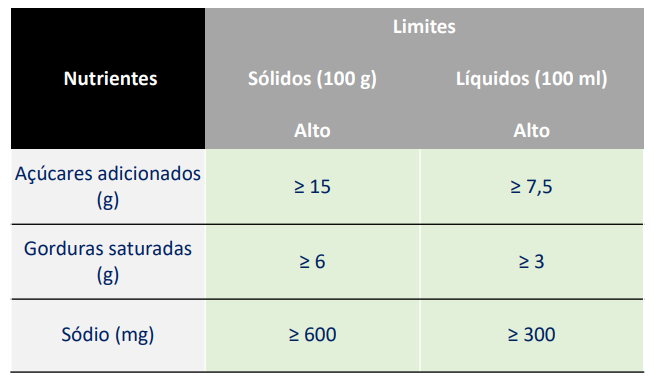 Nutrientes
Limites
Sólidos (100 g)
Líquidos (100 ml)
Alto
Alto
Açúcares adicionados
(g)
≥ 15
≥ 7,5
Gorduras saturadas
(g)
≥ 6
≥ 3
Sódio (mg)
≥ 600
≥ 300